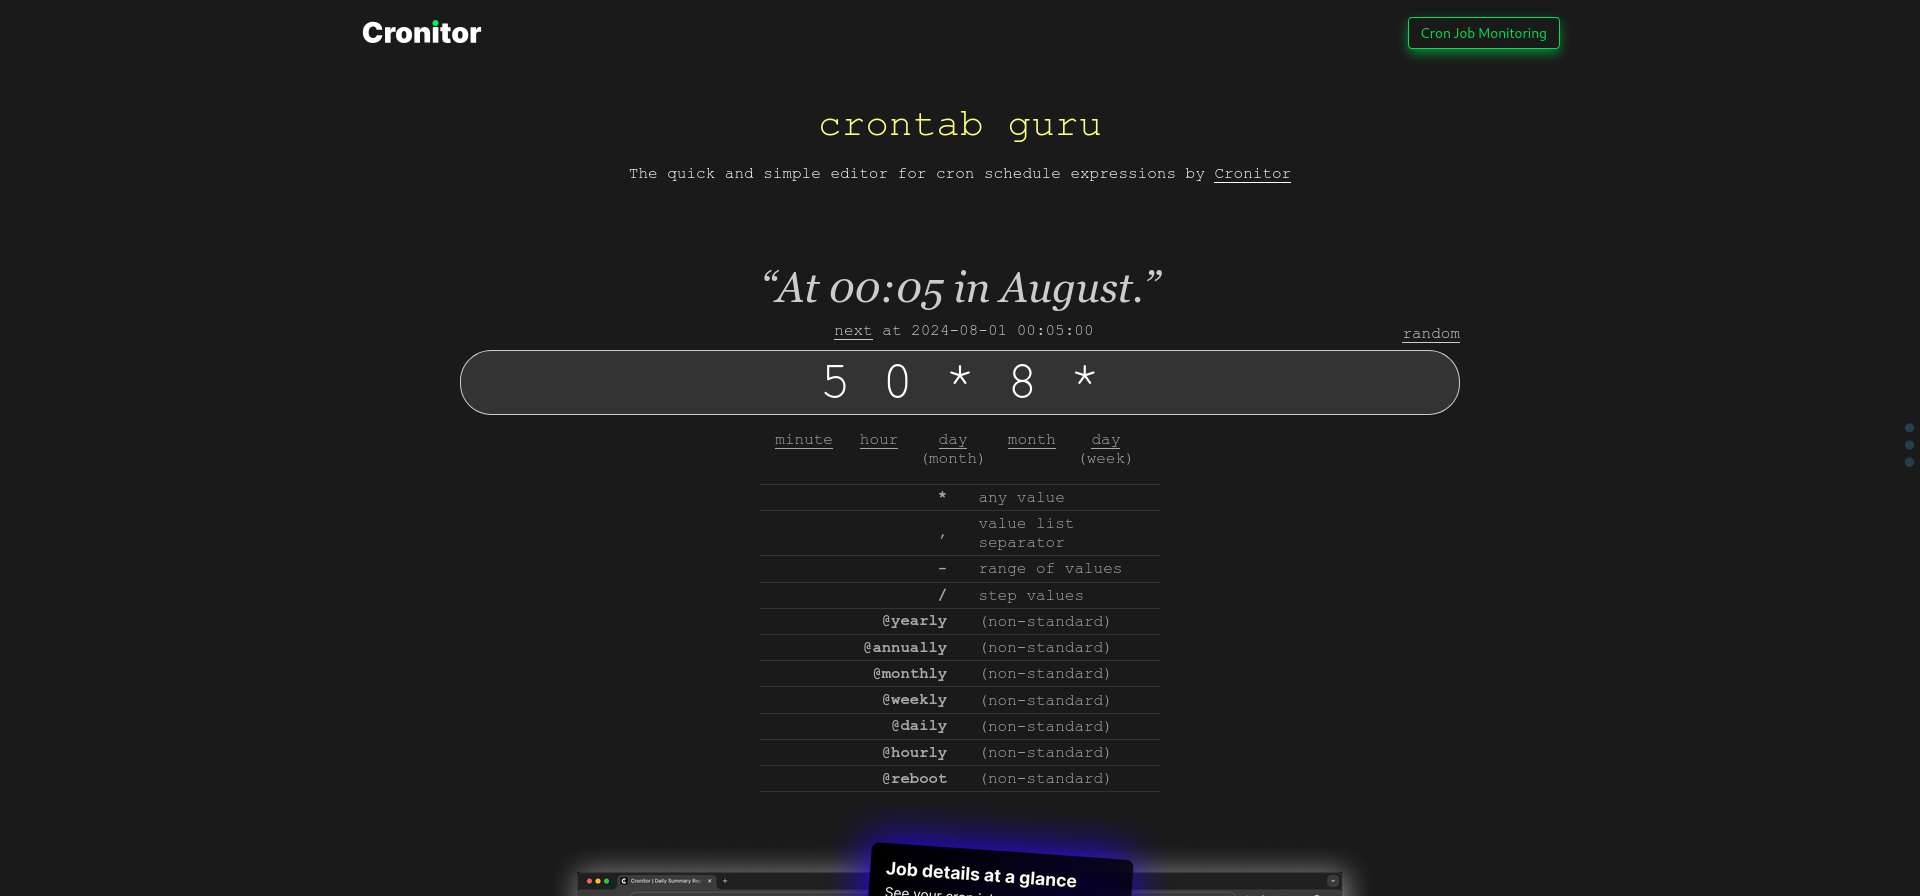 Cronitor
Cron Job Monitoring
crontab guru
The quick and simple editor for cron schedule expressions by Cronitor
“At 00:05 in August.”
next at 2024-08-01 00:05:00
random
5 0 * 8 *
minute hour day (month) month day (week)
* any value
, value list separator
- range of values
/ step values
@yearly (non-standard)
@annually (non-standard)
@monthly (non-standard)
@weekly (non-standard)
@daily (non-standard)
@hourly (non-standard)
@reboot (non-standard)
Job details at a glance
See your cron
Cronitor | Daily Summary